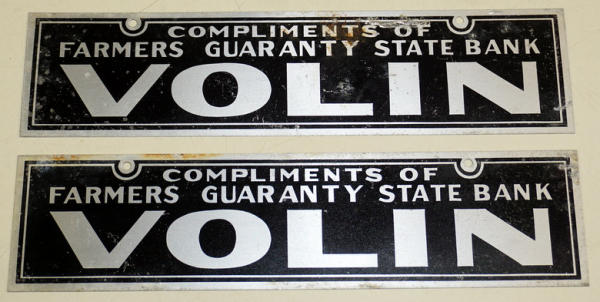 COMPLIMENTS OF
FARMERS GUARANTY STATE BANK
VOLIN
COMPLIMENTS OF
FARMERS GUARANTY STATE BANK
VOLIN